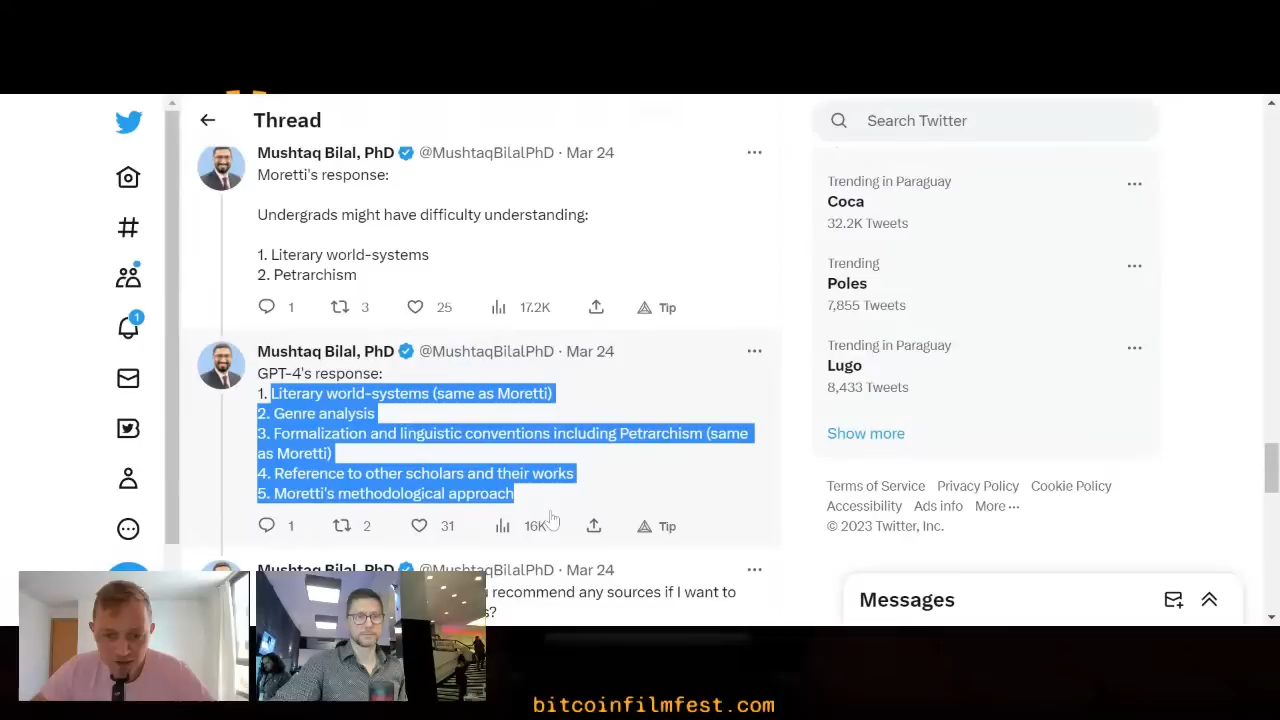 Thread
Search Twitter
Mushtaq Bilal, PhD @MushtaqBilalPhD · Mar 24
Moretti's response:
Undergrads might have difficulty understanding:
1. Literary world-systems
2. Petrarchism
1 3 25 17.2K Tip
Mushtaq Bilal, PhD @MushtaqBilalPhD · Mar 24
GPT-4's response:
1. Literary world-systems (same as Moretti)
2. Genre analysis
3. Formalization and linguistic conventions including Petrarchism (same
as Moretti)
4. Reference to other scholars and their works
5. Moretti's methodological approach
1 2 31 16K Tip
Mushtaq Bilal, PhD @MushtaqBilalPhD · Mar 24
recommend any sources if I want to
s?
Trending in Paraguay
Coca
32.2K Tweets
Trending
Poles
7,855 Tweets
Trending in Paraguay
Lugo
8,433 Tweets
Show more
Terms of Service Privacy Policy Cookie Policy
Accessibility Ads info More ···
© 2023 Twitter, Inc.
1
Messages
bitcoinfilmfest.com